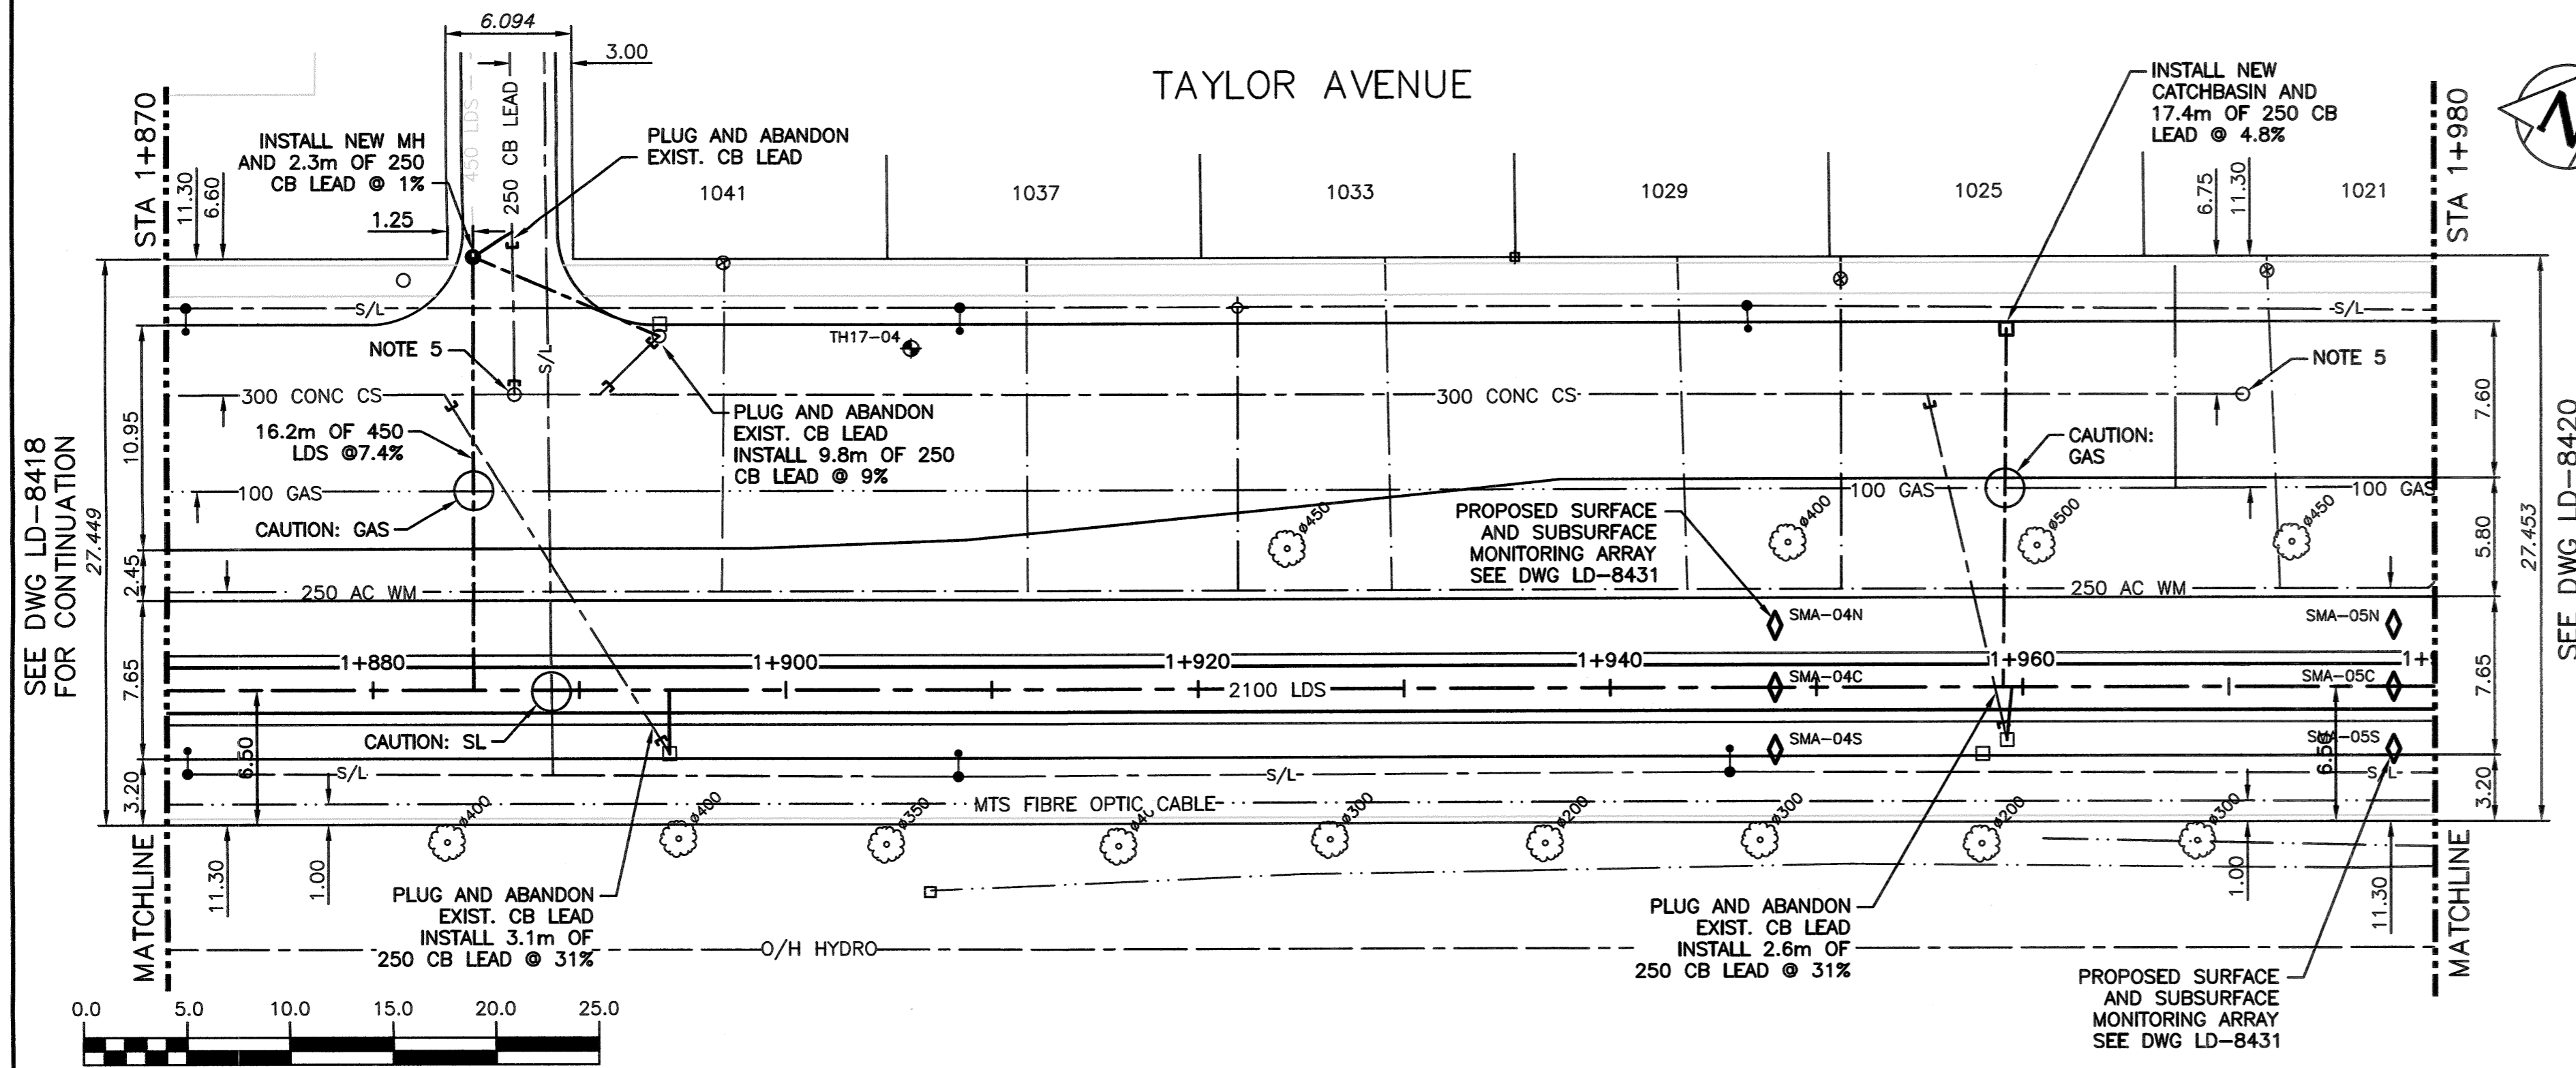 6.094
3.00
TAYLOR AVENUE
N
STA 1+870
11.30
6.60
INSTALL NEW MH
AND 2.3m OF 250
CB LEAD @ 1%
1.25
450 LDS
250 CB LEAD
PLUG AND ABANDON
EXIST. CB LEAD
1041
1037
1033
1029
1025
1021
INSTALL NEW
CATCHBASIN AND
17.4m OF 250 CB
LEAD @ 4.8%
6.75
11.30
STA 1+980
S/L
S/L
S/L
TH17-04
NOTE 5
NOTE 5
300 CONC CS
300 CONC CS
16.2m OF 450
LDS @7.4%
PLUG AND ABANDON
EXIST. CB LEAD
INSTALL 9.8m OF 250
CB LEAD @ 9%
CAUTION:
GAS
100 GAS
100 GAS
100 GAS
CAUTION: GAS
PROPOSED SURFACE
AND SUBSURFACE
MONITORING ARRAY
SEE DWG LD-8431
ø450
ø400
ø500
ø450
SEE DWG LD-8418
FOR CONTINUATION
27.449
10.95
2.45
7.65
3.20
7.60
5.80
7.65
3.20
27.453
SEE DWG LD-8420
250 AC WM
250 AC WM
SMA-04N
SMA-05N
1+880
1+900
1+920
1+940
1+960
2100 LDS
SMA-04C
SMA-05C
CAUTION: SL
6.50
6.50
SMA-04S
SMA-05S
S/L
S/L
S/L
MTS FIBRE OPTIC CABLE
ø400
ø400
ø350
ø300
ø200
ø300
ø200
ø300
MATCHLINE
11.30
1.00
1.00
11.30
MATCHLINE
PLUG AND ABANDON
EXIST. CB LEAD
INSTALL 3.1m OF
250 CB LEAD @ 31%
O/H HYDRO
PLUG AND ABANDON
EXIST. CB LEAD
INSTALL 2.6m OF
250 CB LEAD @ 31%
PROPOSED SURFACE
AND SUBSURFACE
MONITORING ARRAY
SEE DWG LD-8431
0.0 5.0 10.0 15.0 20.0 25.0